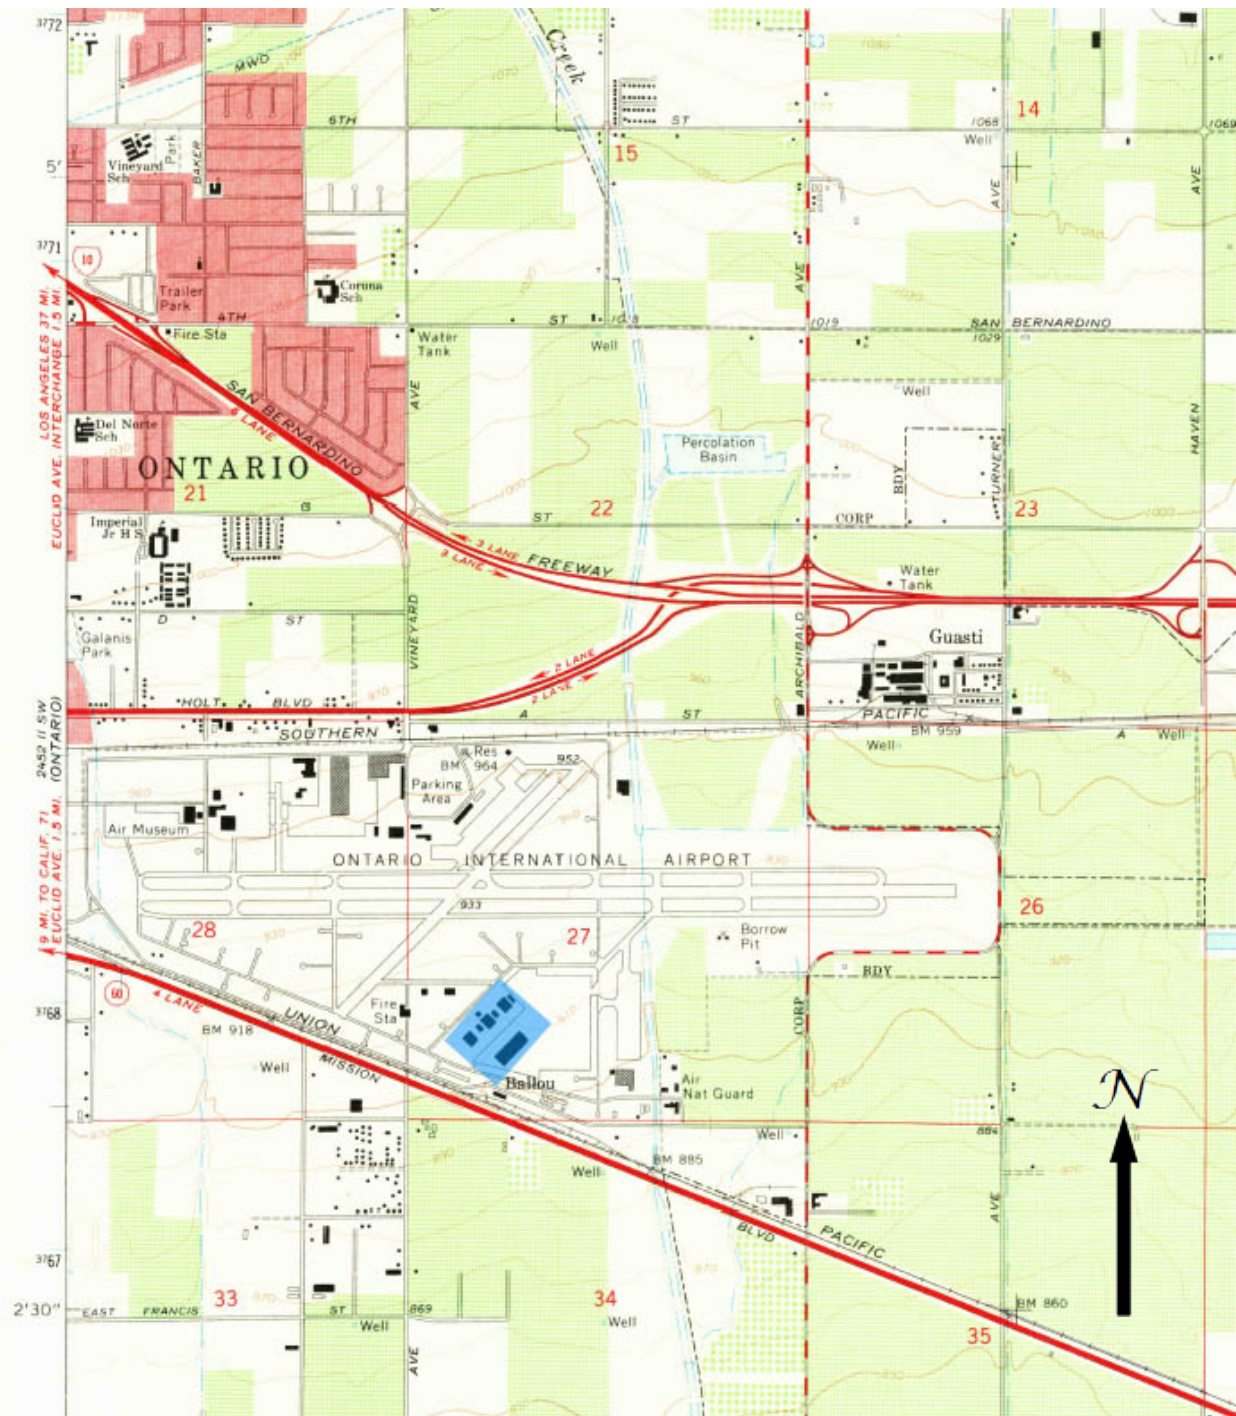 3772
Creek
MWD
14
6TH
ST
1068
1069
Well
15
Park
Vineyard
Sch
5'
BAKER
AVE
AVE
3771
10
Trailer
Park
Coruna
Sch
AVE
4TH
ST
1019
SAN BERNARDINO
1029
Fire Sta
Water
Tank
Well
LOS ANGELES 37 MI.
EUCLID AVE. INTERCHANGE 1.5 MI.
SAN BERNARDINO
6 LANE
AVE
Well
Del Norte
Sch
Percolation
Basin
HAVEN
ONTARIO
BDY
TURNER
21
22
23
G
ST
CORP
Imperial
Jr H S
3 LANE
3 LANE
FREEWAY
1000
Water
Tank
D
ST
VINEYARD
ARCHIBALD
Guasti
Galanis
Park
2 LANE
2 LANE
HOLT BLVD
A
ST
PACIFIC
SOUTHERN
BM 959
A
Well
Well
2452 II SW
(ONTARIO)
Res
BM 964
952
Parking
Area
Air Museum
.9 MI. TO CALIF. 71
EUCLID AVE. 1.5 MI.
ONTARIO INTERNATIONAL AIRPORT
933
26
28
27
Borrow
Pit
BDY
60
4 LANE
3768
BM 918
UNION
Fire
Sta
CORP
MISSION
Well
Ballou
Air
Nat Guard
N
884
Well
BM 885
Well
BLVD
PACIFIC
AVE
3767
33
34
2'30"
EAST FRANCIS ST
869
Well
Well
BM 860
35
AVE